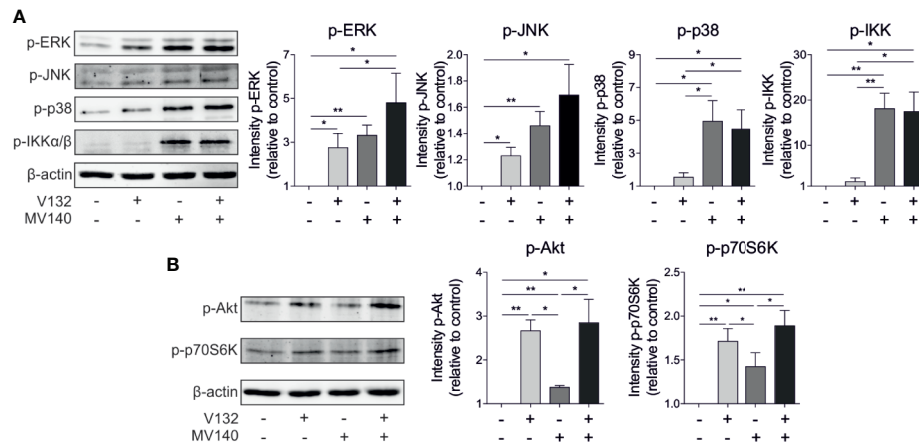 A
p-ERK
p-JNK
p-p38
p-IKKα/β
β-actin
V132 - + - +
MV140 - - + +
p-ERK
Intensity p-ERK
(relative to control)
7
5
3
1
*
*
**
*
- + - +
- - + +
p-JNK
Intensity p-JNK
(relative to control)
2.0
1.8
1.6
1.4
1.2
1.0
*
**
*
- + - +
- - + +
p-p38
Intensity p-p38
(relative to control)
9
7
5
3
1
*
*
*
*
- + - +
- - + +
p-IKK
Intensity p-IKK
(relative to control)
30
20
10
1
*
*
**
**
- + - +
- - + +
B
p-Akt
p-p70S6K
β-actin
V132 - + - +
MV140 - - + +
p-Akt
Intensity p-Akt
(relative to control)
4
3
2
1
*
** *
** *
- + - +
- - + +
p-p70S6K
Intensity p-p70S6K
(relative to control)
2.5
2.0
1.5
1.0
**
* *
** *
- + - +
- - + +